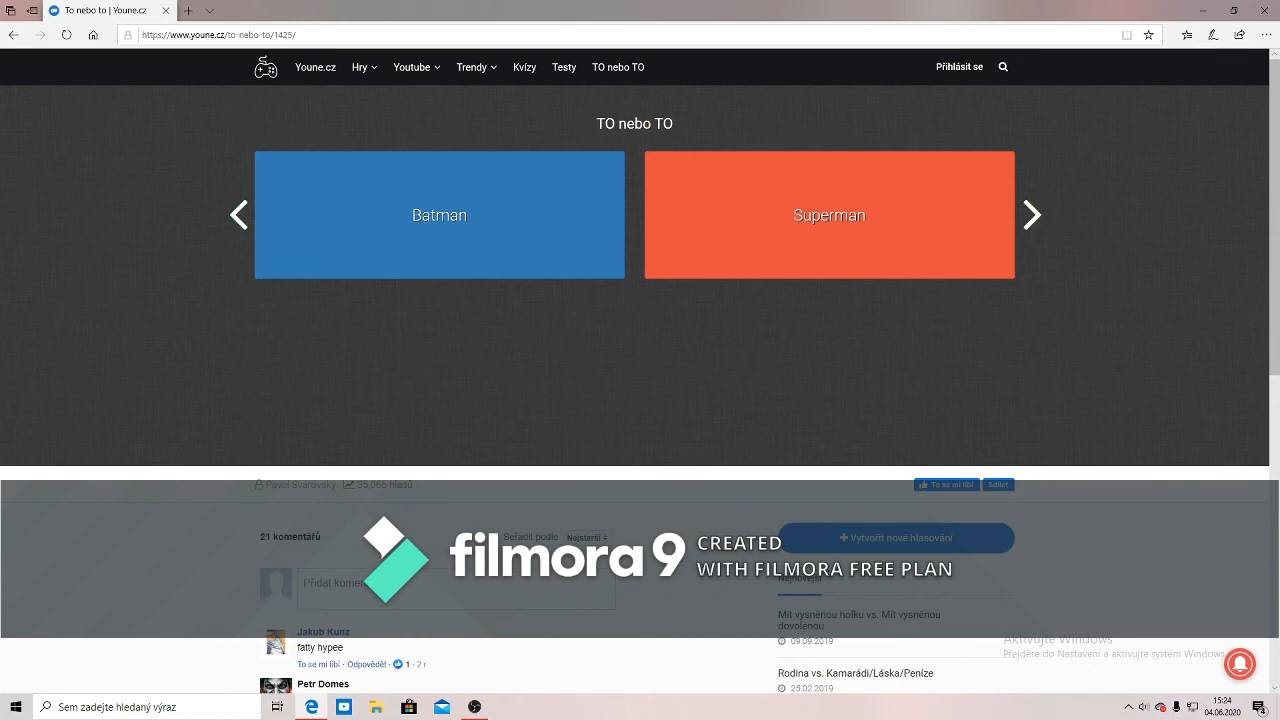 To nebo to | Youne.cz
https://www.youne.cz/to-nebo-to/1425/
Youne.cz Hry Youtube Trendy Kvízy Testy TO nebo TO Přihlásit se
TO nebo TO
Batman
Superman
Pavel Svárovský 35,066 hlasů
To se mi líbí Sdílet
21 komentářů
Seřadit podle Nejstarší
Vytvořit nové hlasování
filmora 9 CREATED
WITH FILMORA FREE PLAN
Přidat komen
Nejnovější
Mít vysněnou holku vs. Mít vysněnou
dovolenou
09.09.2019
Jakub Kunz
fatty hypee
To se mi líbí · Odpovědět · 1 · 2 r
Aktivujte Windows
Přejděte do Nastavení a aktivujte systém Windows.
Petr Domes
Rodina vs. Kamarádi/Láska/Peníze
25.02.2019
Sem zadejte hledaný výraz
15:24
04.06.2020